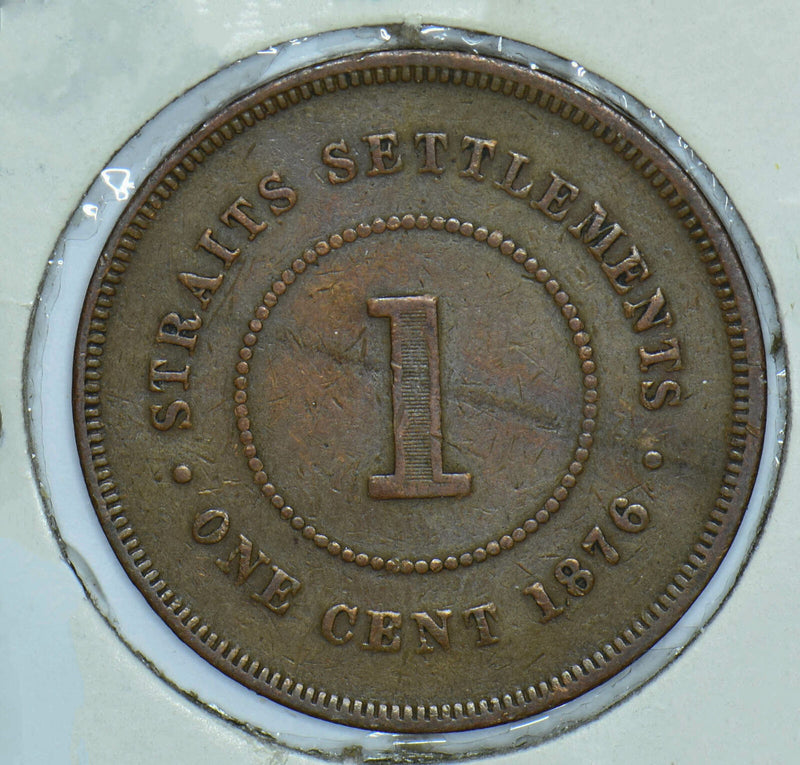 STRAITS SETTLEMENTS
1
ONE CENT 1876